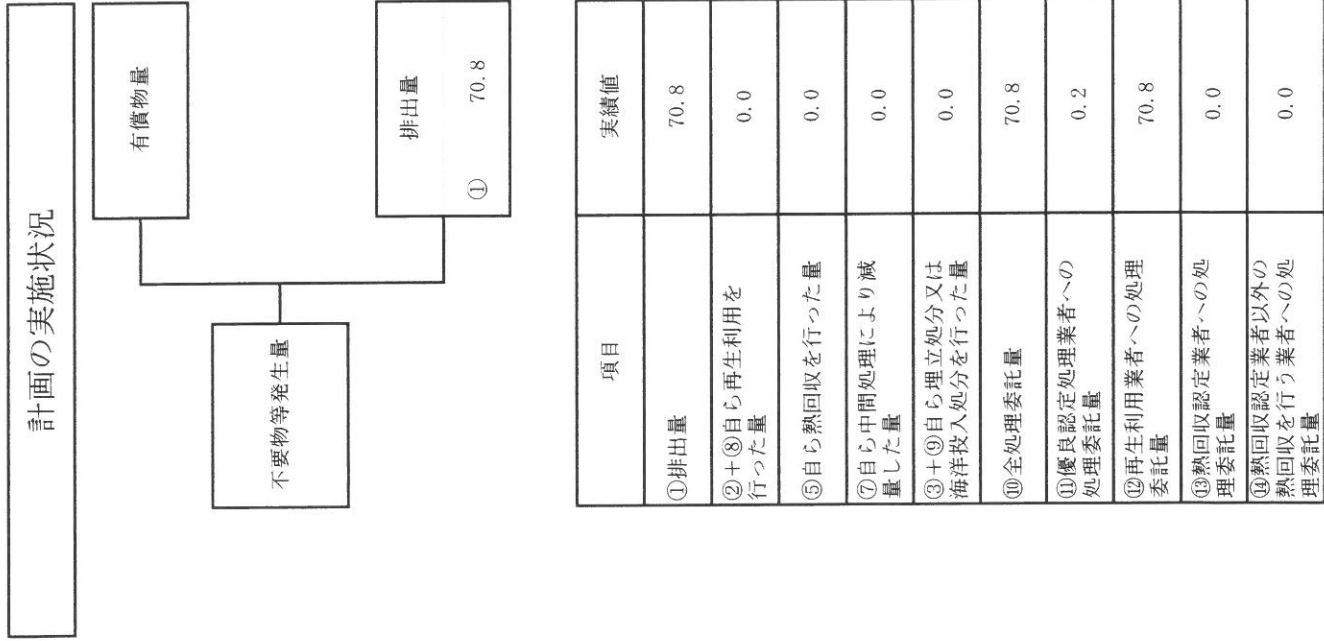 計画の実施状況
不要物等発生量
有償物量
排出量
① 70.8
項目 実績値
①排出量 70.8
②+⑧自ら再生利用を
行った量 0.0
⑤自ら熱回収を行った量 0.0
⑦自ら中間処理により減
量した量 0.0
③+⑨自ら埋立処分又は
海洋投入処分を行った量 0.0
⑩全処理委託量 70.8
⑪優良認定処理業者への
処理委託量 0.2
⑫再生利用業者への処理
委託量 70.8
⑬熱回収認定業者への処
理委託量 0.0
⑭熱回収認定業者以外の
熱回収を行う業者への処
理委託量 0.0